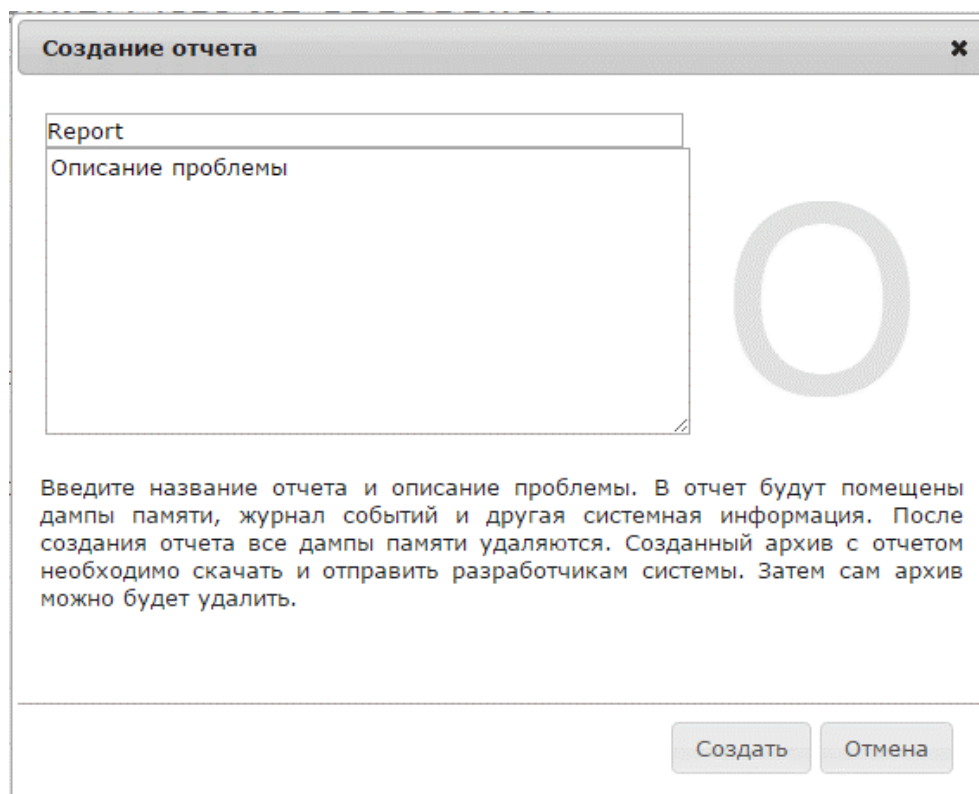 Создание отчета
Report
Описание проблемы
О
Введите название отчета и описание проблемы. В отчет будут помещены
дампы памяти, журнал событий и другая системная информация. После
создания отчета все дампы памяти удаляются. Созданный архив с отчетом
необходимо скачать и отправить разработчикам системы. Затем сам архив
можно будет удалить.
Создать
Отмена